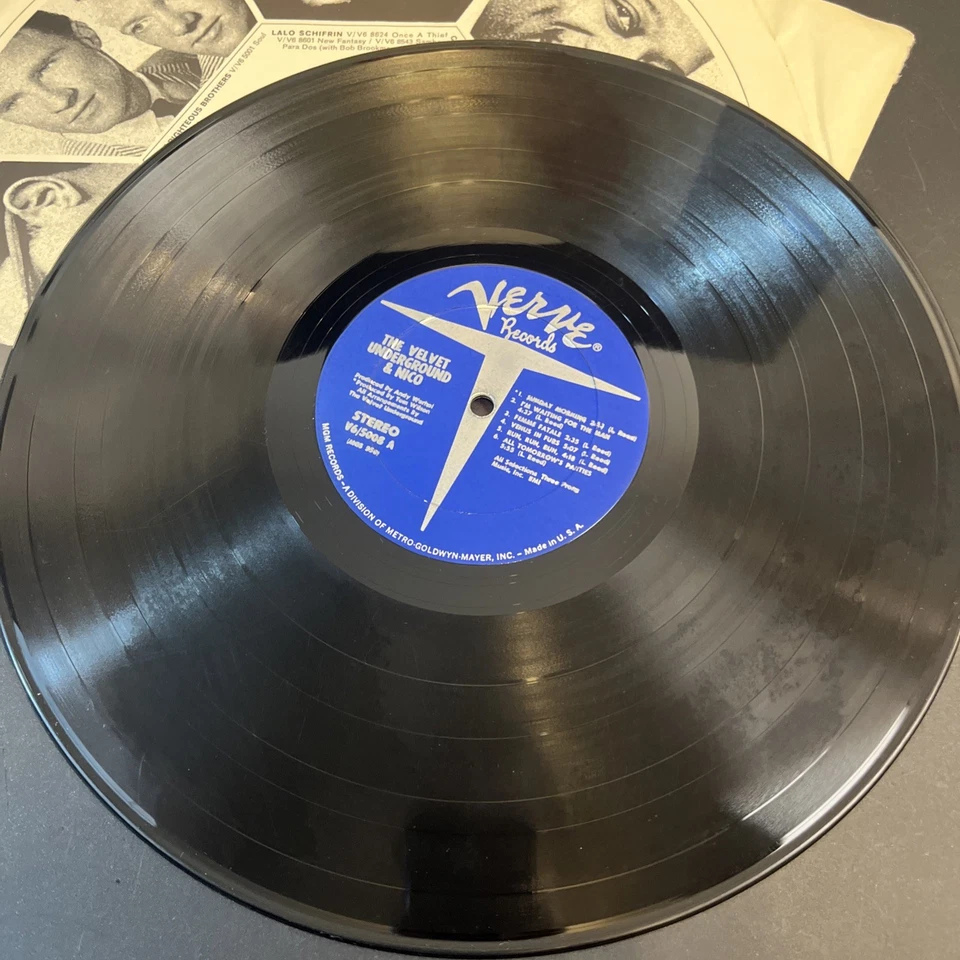 LALO SCHIFRIN V/V6 8624 Once A Thief
V/V6 8601 New Fantasy / V/V6 8543
Para Dos (with Bob
RIGHTEOUS BROTHERS V/V6 5001 Soul
VERVE
Records ®
THE VELVET
UNDERGROUND
& NICO
Produced by Andy Warhol
*Produced by Tom Wilson
All Arrangements by
The Velvet Underground
STEREO
V6/5008 A
MGM RECORDS – A DIVISION OF METRO-GOLDWYN-MAYER, INC. – Made in U. S. A.
*1. SUNDAY MORNING 2:53 (L. Reed)
2. I'M WAITING FOR THE MAN
4:37 (L. Reed)
3. FEMME FATALE 2:35 (L. Reed)
4. VENUS IN FURS 5:07 (L. Reed)
5. RUN, RUN, RUN, 4:18 (L. Reed)
6. ALL TOMORROW'S PARTIES
5:55 (L. Reed)
All Selections Three Prong
Music, Inc. BMI